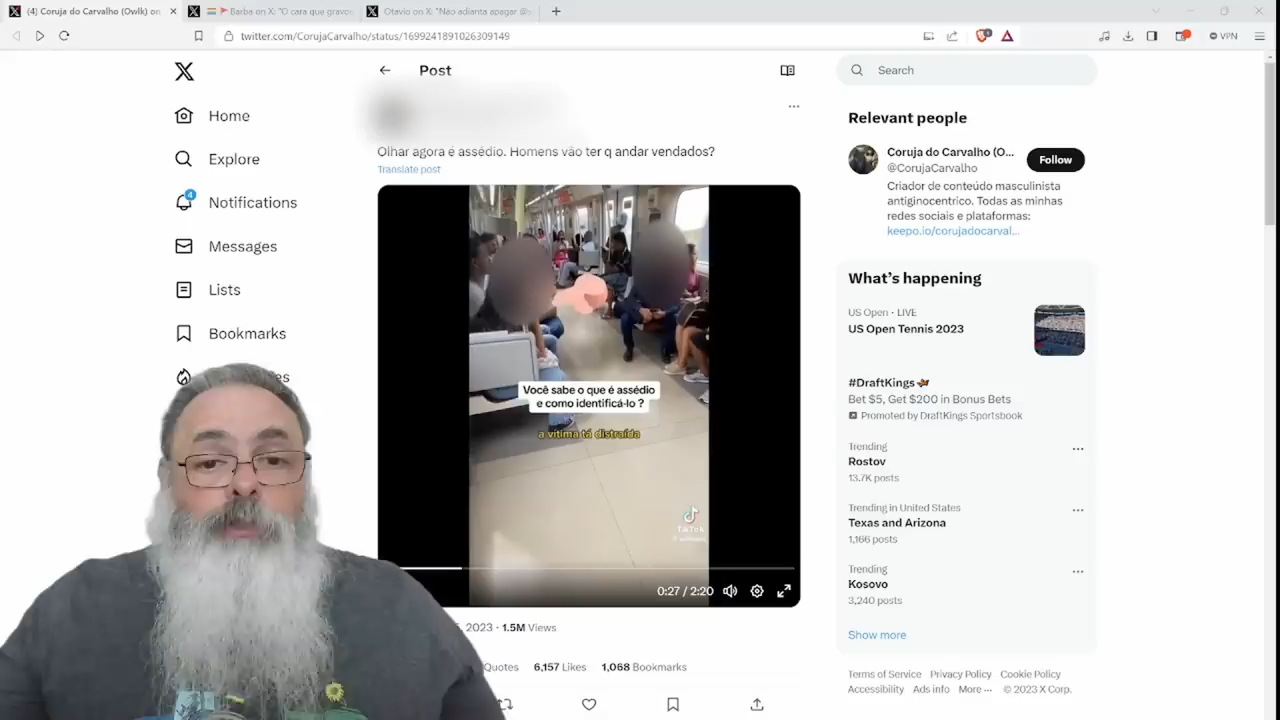 (4) Coruja do Carvalho (Owlk) on
Barba on X: "O cara que gravou
Otavio on X: "Não adianta apagar @s
twitter.com/CorujaCarvalho/status/1699241891026309149
VPN
Post
Search
Home
Explore
4
Notifications
Messages
Lists
Bookmarks
Olhar agora é assédio. Homens vão ter q andar vendados?
Translate post
Você sabe o que é assédio
e como identificá-lo ?
a vítima tá distraída
TikTok
0:27 / 2:20
, 2023 · 1.5M Views
Quotes 6,157 Likes 1,068 Bookmarks
Relevant people
Coruja do Carvalho (O...
@CorujaCarvalho
Follow
Criador de conteúdo masculinista
antiginocentrico. Todas as minhas
redes sociais e plataformas:
keepo.io/corujadocarval...
What's happening
US Open · LIVE
US Open Tennis 2023
#DraftKings
Bet $5, Get $200 in Bonus Bets
Promoted by DraftKings Sportsbook
Trending
Rostov
13.7K posts
Trending in United States
Texas and Arizona
1,166 posts
Trending
Kosovo
3,240 posts
Show more
Terms of Service Privacy Policy Cookie Policy
Accessibility Ads info More ··· © 2023 X Corp.